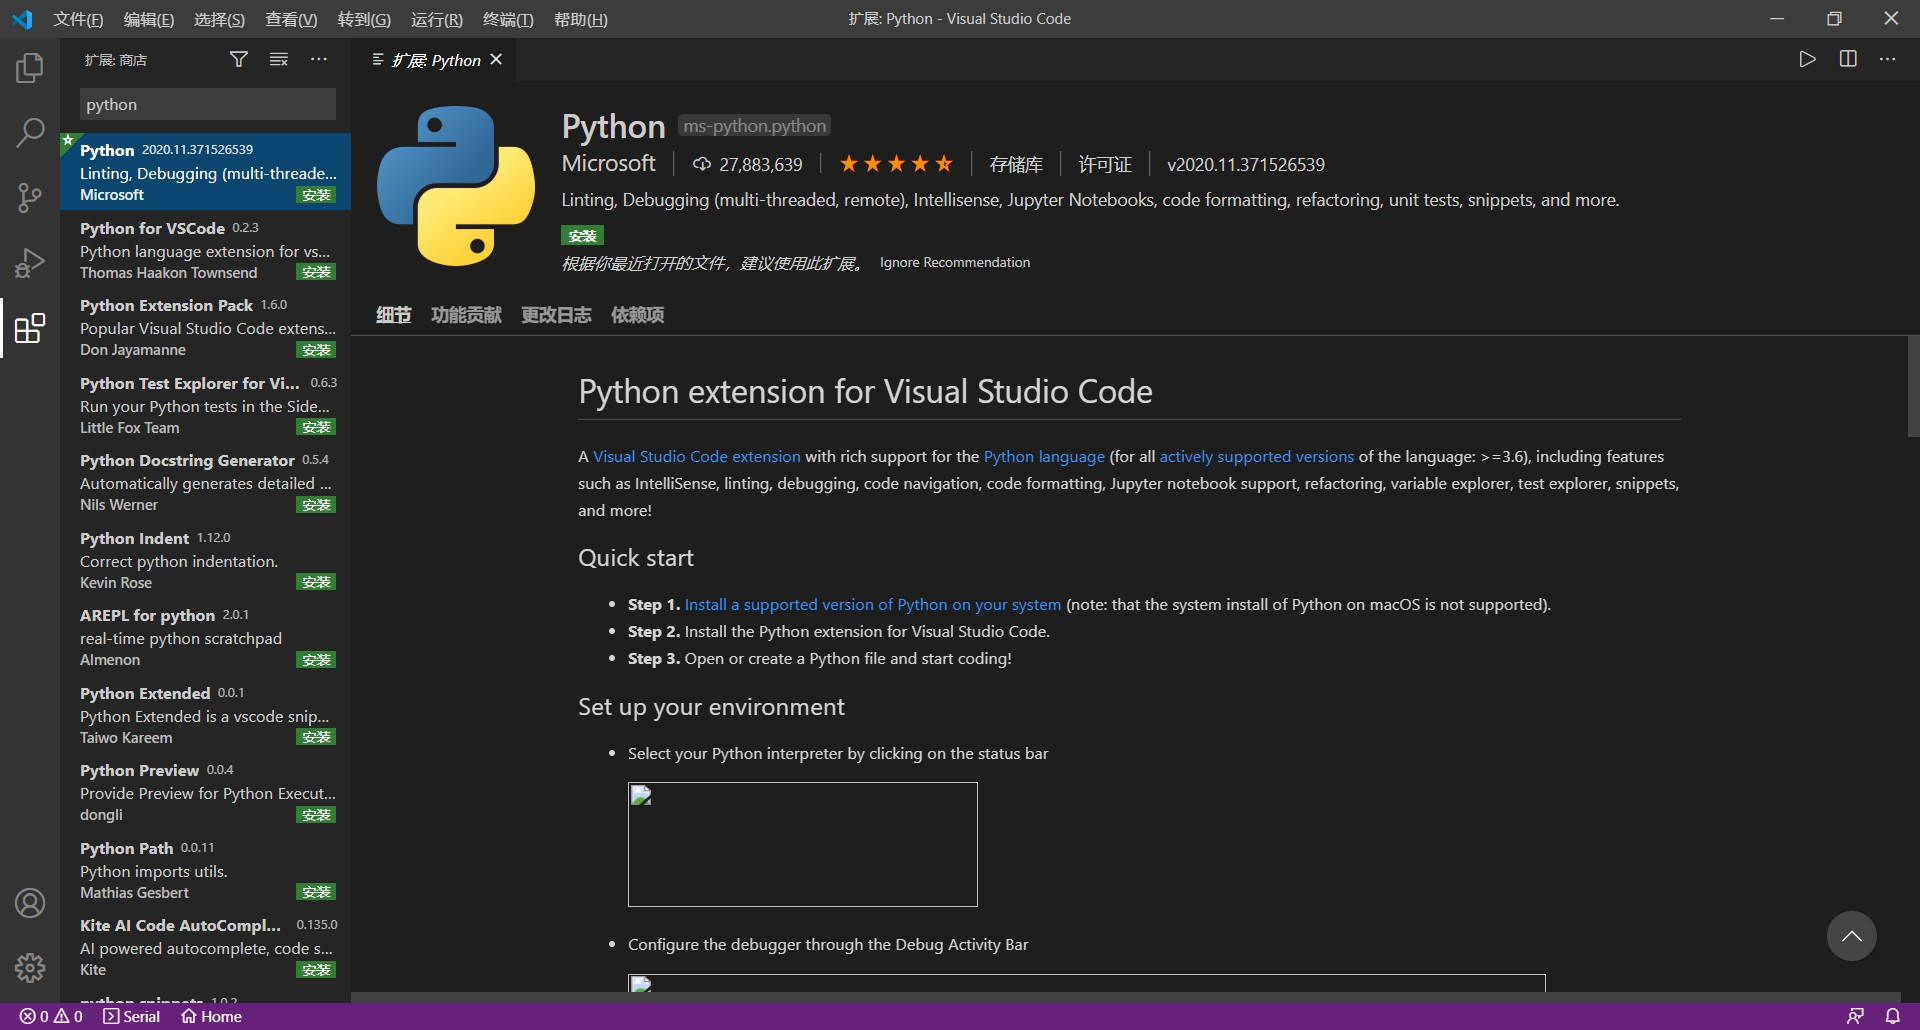 文件(F) 编辑(E) 选择(S) 查看(V) 转到(G) 运行(R) 终端(T) 帮助(H)
扩展: Python - Visual Studio Code
扩展: 商店
python
Python 2020.11.371526539
Linting, Debugging (multi-threade...
Microsoft 安装
Python for VSCode 0.2.3
Python language extension for vs...
Thomas Haakon Townsend 安装
Python Extension Pack 1.6.0
Popular Visual Studio Code extens...
Don Jayamanne 安装
Python Test Explorer for Vi... 0.6.3
Run your Python tests in the Side...
Little Fox Team 安装
Python Docstring Generator 0.5.4
Automatically generates detailed ...
Nils Werner 安装
Python Indent 1.12.0
Correct python indentation.
Kevin Rose 安装
AREPL for python 2.0.1
real-time python scratchpad
Almenon 安装
Python Extended 0.0.1
Python Extended is a vscode snip...
Taiwo Kareem 安装
Python Preview 0.0.4
Provide Preview for Python Execut...
dongli 安装
Python Path 0.0.11
Python imports utils.
Mathias Gesbert 安装
Kite AI Code AutoCompl... 0.135.0
AI powered autocomplete, code s...
Kite 安装
python snippets 1.0.2
扩展: Python
Python ms-python.python
Microsoft 27,883,639 存储库 许可证 v2020.11.371526539
Linting, Debugging (multi-threaded, remote), Intellisense, Jupyter Notebooks, code formatting, refactoring, unit tests, snippets, and more.
安装
根据你最近打开的文件，建议使用此扩展。 Ignore Recommendation
细节 功能贡献 更改日志 依赖项
Python extension for Visual Studio Code
A Visual Studio Code extension with rich support for the Python language (for all actively supported versions of the language: >=3.6), including features
such as IntelliSense, linting, debugging, code navigation, code formatting, Jupyter notebook support, refactoring, variable explorer, test explorer, snippets,
and more!
Quick start
• Step 1. Install a supported version of Python on your system (note: that the system install of Python on macOS is not supported).
• Step 2. Install the Python extension for Visual Studio Code.
• Step 3. Open or create a Python file and start coding!
Set up your environment
• Select your Python interpreter by clicking on the status bar
• Configure the debugger through the Debug Activity Bar
0 0 Serial Home